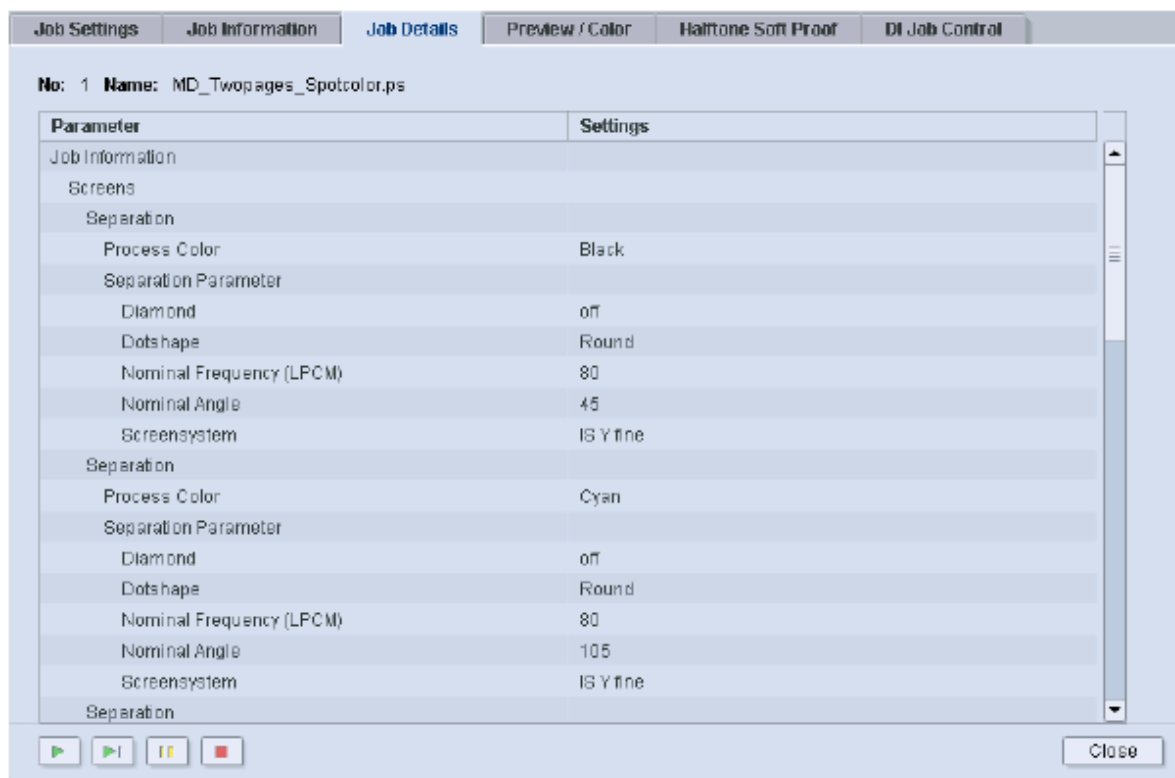 Job Settings Job Information Job Details Preview / Color Halftone Soft Proof DI Job Control
No: 1 Name: MD_Twopages_Spotcolor.ps
Parameter Settings
Job Information
Screens
Separation
Process Color Black
Separation Parameter
Diamond off
Dotshape Round
Nominal Frequency (LPCM) 80
Nominal Angle 45
Screensystem IS Y fine
Separation
Process Color Cyan
Separation Parameter
Diamond off
Dotshape Round
Nominal Frequency (LPCM) 80
Nominal Angle 105
Screensystem IS Y fine
Separation
Close